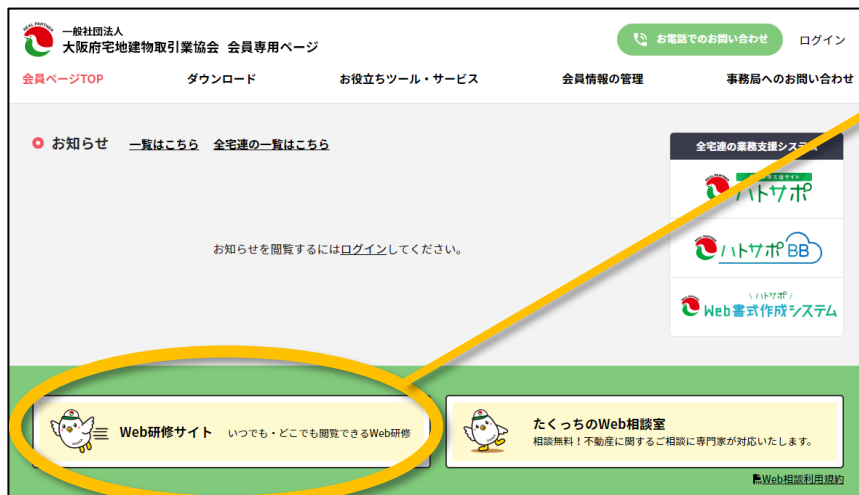 一般社団法人
大阪府宅地建物取引業協会 会員専用ページ
お電話でのお問い合わせ
ログイン
会員ページTOP
ダウンロード
お役立ちツール・サービス
会員情報の管理
事務局へのお問い合わせ
お知らせ 一覧はこちら 全宅連の一覧はこちら
お知らせを閲覧するにはログインしてください。
全宅連の業務支援システム
ハトサポ
ハトサポBB
ハトサポ
Web書式作成システム
Web研修サイト いつでも・どこでも閲覧できるWeb研修
たくっちのWeb相談室
相談無料！不動産に関するご相談に専門家が対応いたします。
Web相談利用規約